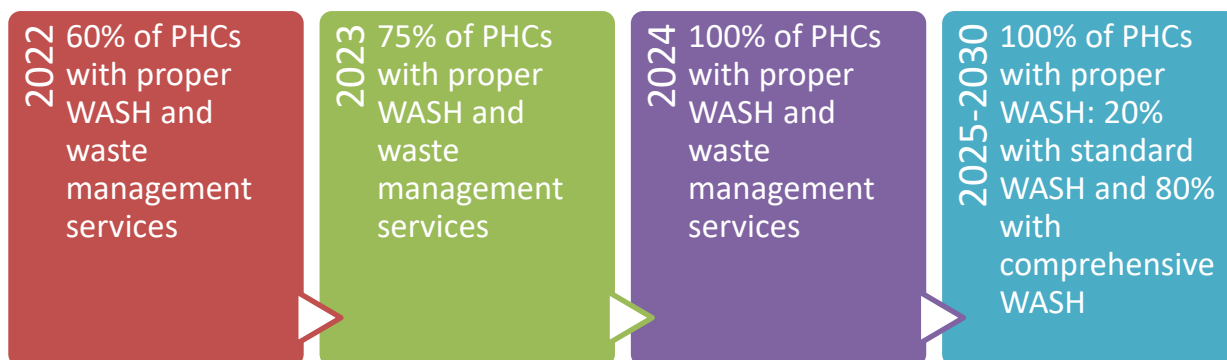 2022
60% of PHCs
with proper
WASH and
waste
management
services
2023
75% of PHCs
with proper
WASH and
waste
management
services
2024
100% of PHCs
with proper
WASH and
waste
management
services
2025-2030
100% of PHCs
with proper
WASH: 20%
with standard
WASH and 80%
with
comprehensive
WASH